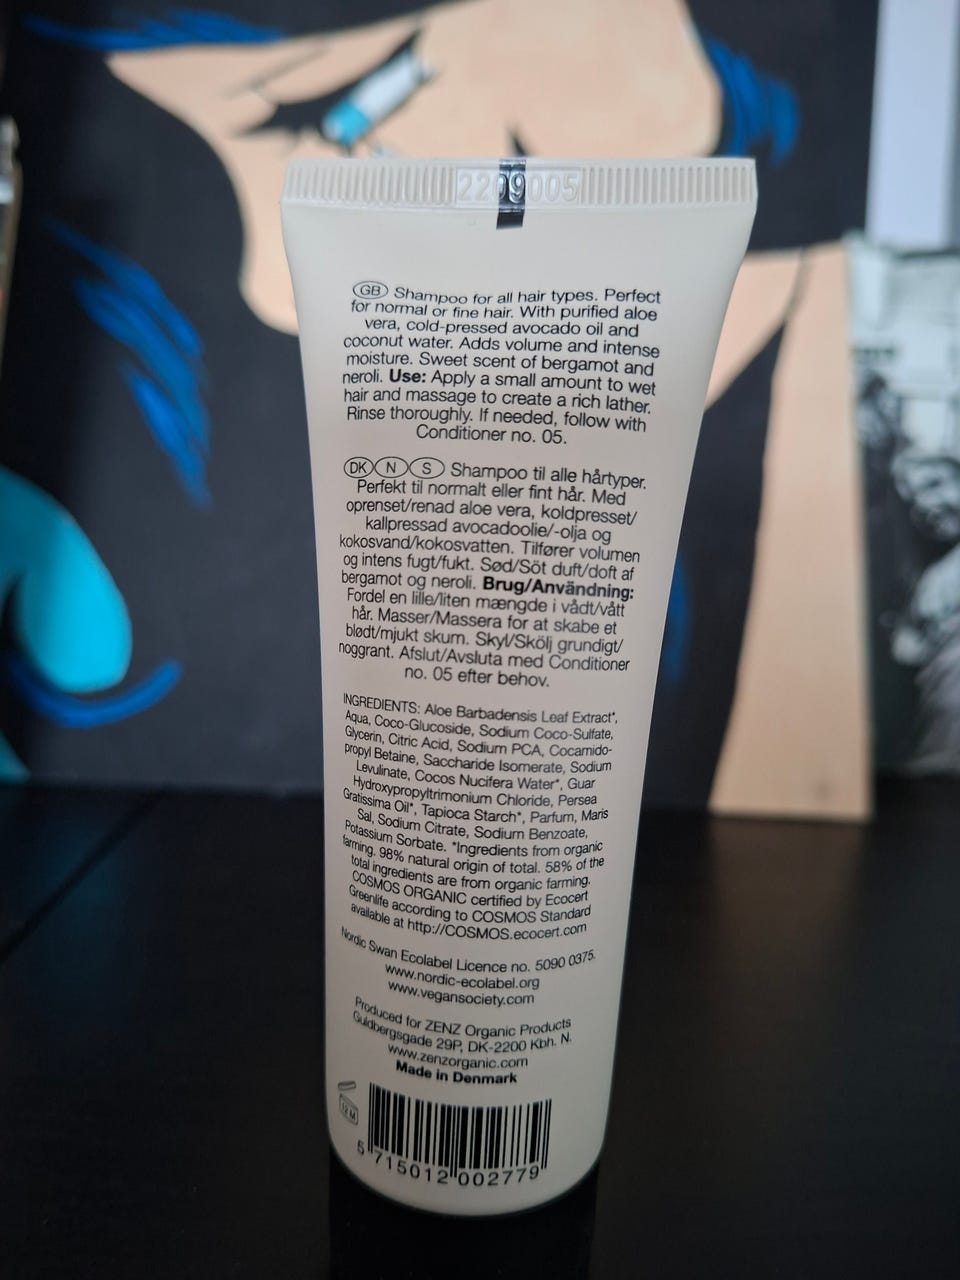 2209005
GB Shampoo for all hair types. Perfect
for normal or fine hair. With purified aloe
vera, cold-pressed avocado oil and
coconut water. Adds volume and intense
moisture. Sweet scent of bergamot and
neroli. Use: Apply a small amount to wet
hair and massage to create a rich lather.
Rinse thoroughly. If needed, follow with
Conditioner no. 05.
DK N S Shampoo til alle hårtyper.
Perfekt til normalt eller fint hår. Med
oprenset/renad aloe vera, koldpresset/
kallpressad avocadoolie/-olja og
kokosvand/kokosvatten. Tilfører volumen
og intens fugt/fukt. Sød/Söt duft/doft af
bergamot og neroli. Brug/Användning:
Fordel en lille/liten mængde i vådt/vått
hår. Masser/Massera for at skabe et
blødt/mjukt skum. Skyl/Skölj grundigt/
noggrant. Afslut/Avsluta med Conditioner
no. 05 efter behov.
INGREDIENTS: Aloe Barbadensis Leaf Extract*,
Aqua, Coco-Glucoside, Sodium Coco-Sulfate,
Glycerin, Citric Acid, Sodium PCA, Cocamido-
propyl Betaine, Saccharide Isomerate, Sodium
Levulinate, Cocos Nucifera Water*, Guar
Hydroxypropyltrimonium Chloride, Persea
Gratissima Oil*, Tapioca Starch*, Parfum, Maris
Sal, Sodium Citrate, Sodium Benzoate,
Potassium Sorbate. *Ingredients from organic
farming. 98% natural origin of total. 58% of the
total ingredients are from organic farming.
COSMOS ORGANIC certified by Ecocert
Greenlife according to COSMOS Standard
available at http://COSMOS.ecocert.com
Nordic Swan Ecolabel Licence no. 5090 0375.
www.nordic-ecolabel.org
www.vegansociety.com
Produced for ZENZ Organic Products
Guldbergsgade 29P, DK-2200 Kbh. N.
www.zenzorganic.com
Made in Denmark
12 M
5 715012 002779